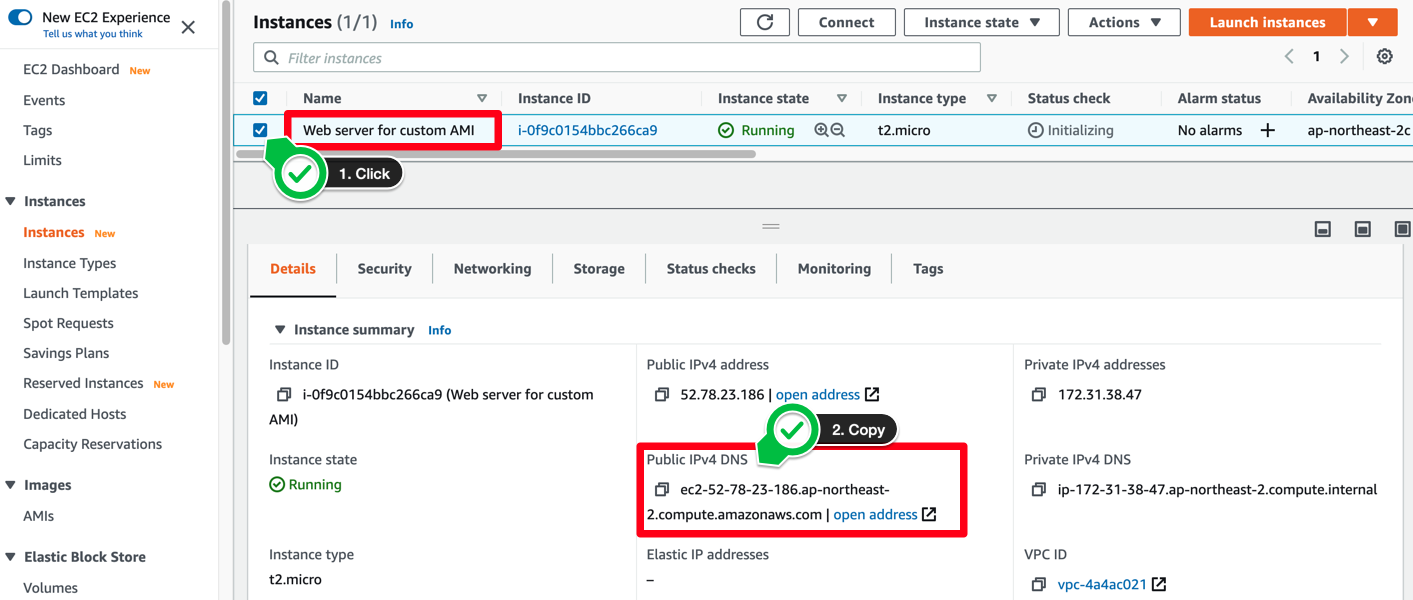 New EC2 Experience
Tell us what you think
EC2 Dashboard New
Events
Tags
Limits
Instances
Instances New
Instance Types
Launch Templates
Spot Requests
Savings Plans
Reserved Instances New
Dedicated Hosts
Capacity Reservations
Images
AMIs
Elastic Block Store
Volumes
Instances (1/1) Info
Connect
Instance state
Actions
Launch instances
Filter instances
1
Name Instance ID Instance state Instance type Status check Alarm status Availability Zone
Web server for custom AMI i-0f9c0154bbc266ca9 Running t2.micro Initializing No alarms + ap-northeast-2c
1. Click
Details Security Networking Storage Status checks Monitoring Tags
Instance summary Info
Instance ID
i-0f9c0154bbc266ca9 (Web server for custom
AMI)
Public IPv4 address
52.78.23.186 | open address
Private IPv4 addresses
172.31.38.47
2. Copy
Instance state
Running
Public IPv4 DNS
ec2-52-78-23-186.ap-northeast-
2.compute.amazonaws.com | open address
Private IPv4 DNS
ip-172-31-38-47.ap-northeast-2.compute.internal
Instance type
t2.micro
Elastic IP addresses
–
VPC ID
vpc-4a4ac021